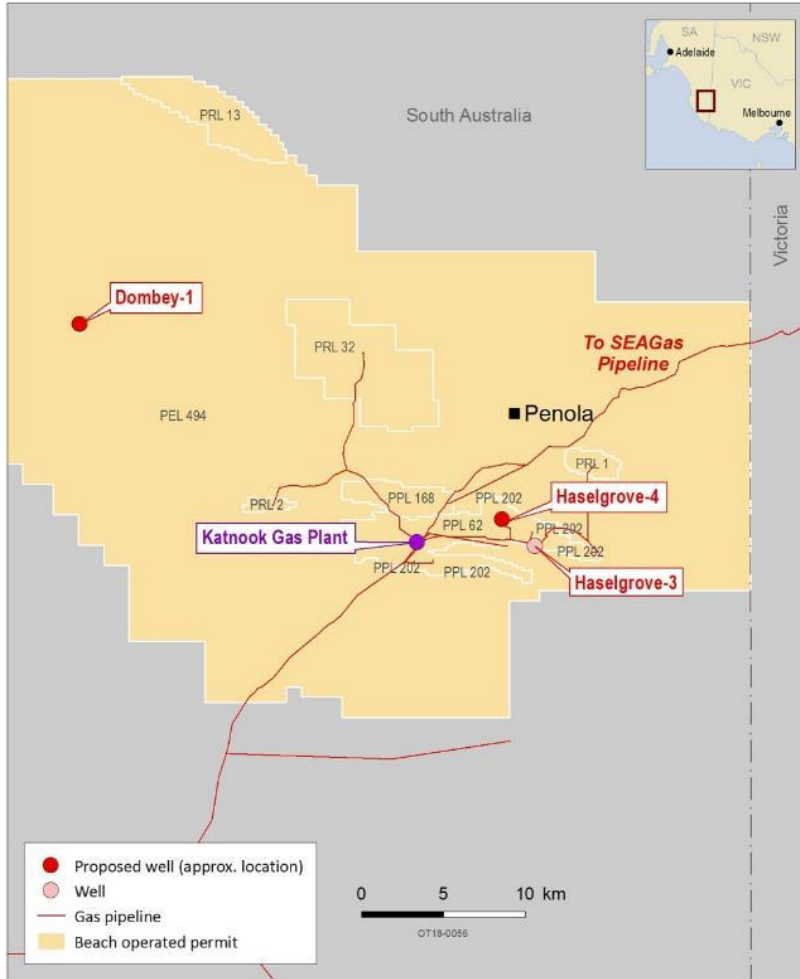 SA
NSW
Adelaide
VIC
Melbourne
PRL 13
South Australia
Victoria
Dombey-1
To SEAGas
Pipeline
PRL 32
PEL 494
Penola
PRL 1
PRL 2
PPL 168
PPL 202
Haselgrove-4
Katnook Gas Plant
PPL 62
PPL 202
PPL 202
PPL 202
PPL 202
Haselgrove-3
Proposed well (approx. location)
Well
Gas pipeline
Beach operated permit
0 5 10 km
OT18-0056